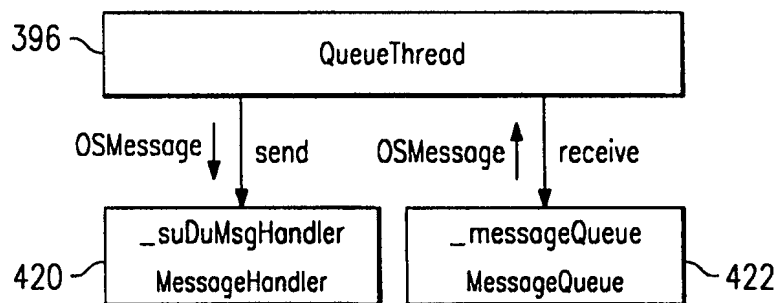 396
QueueThread
OSMessage send OSMessage receive
_suDuMsgHandler
MessageHandler
_messageQueue
MessageQueue
420
422